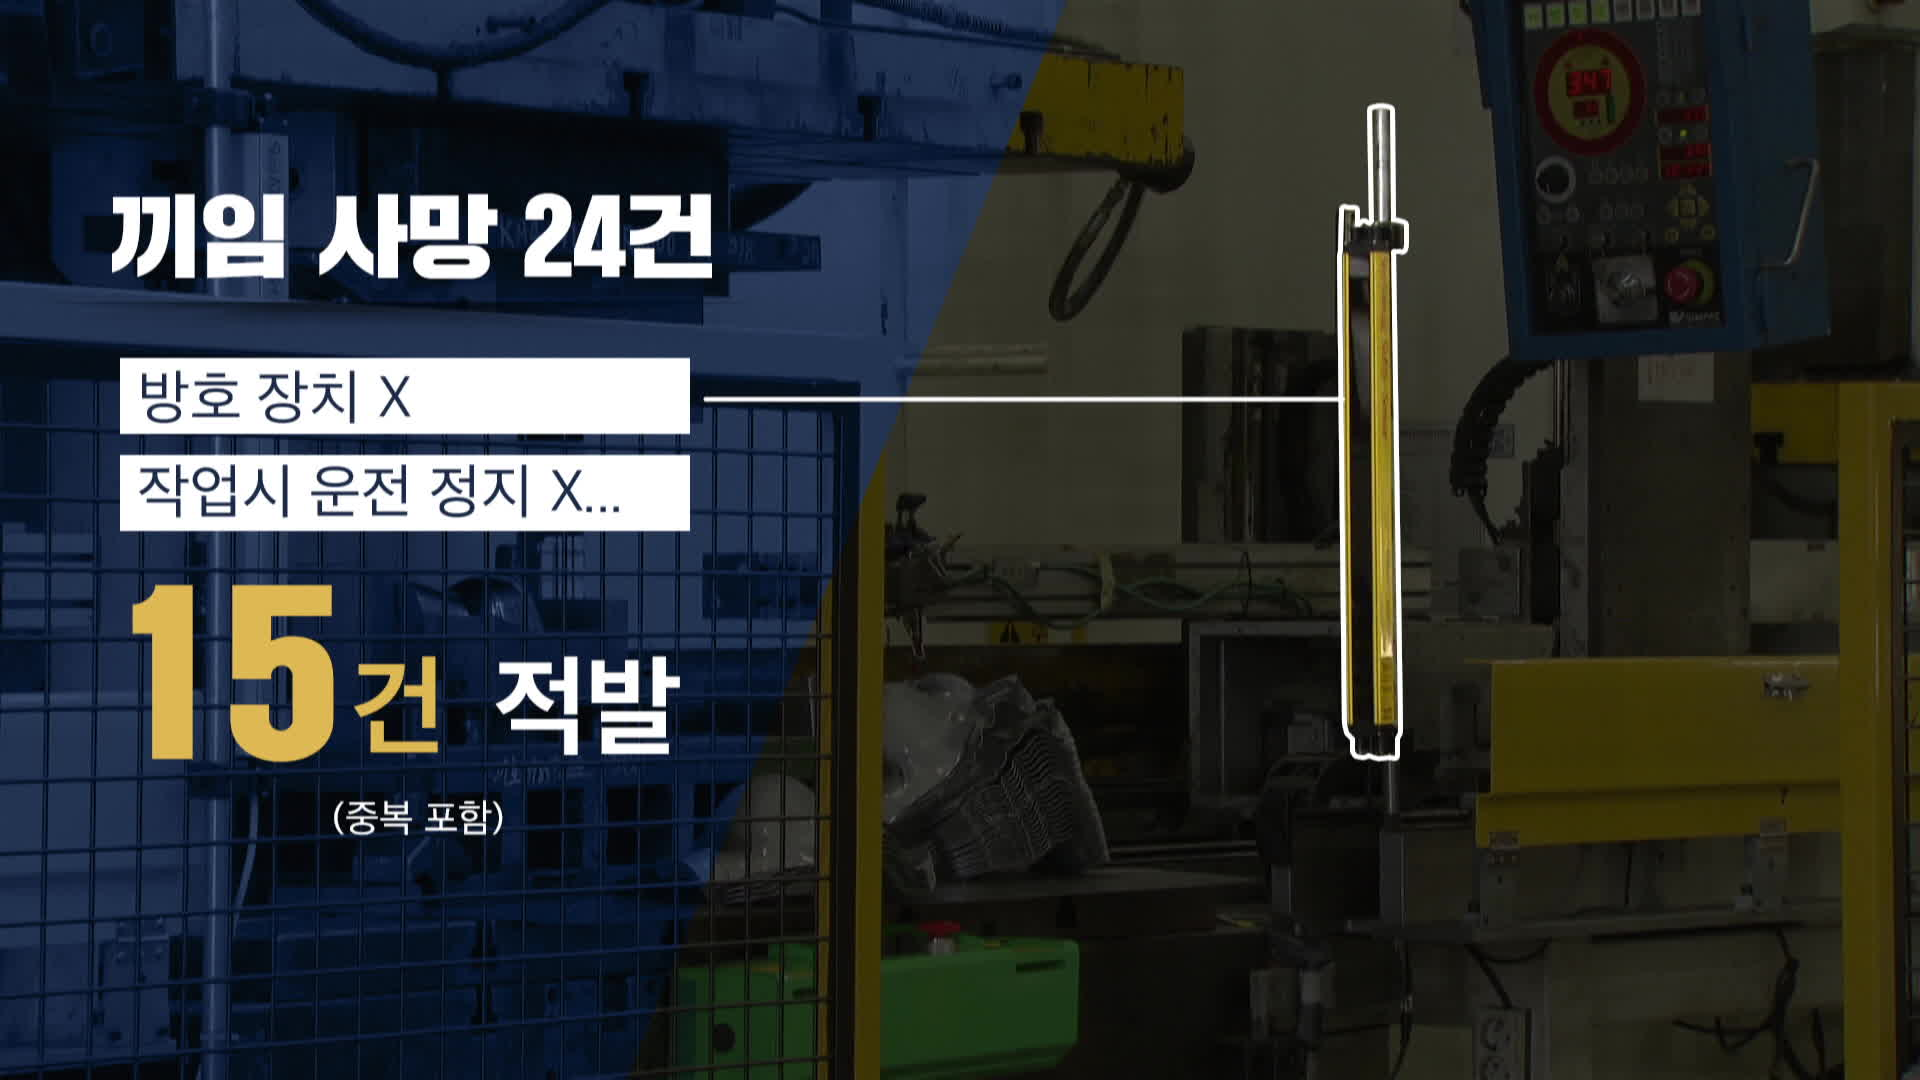 끼임 사망 24건
방호 장치 X
작업시 운전 정지 X...
15건 적발
(중복 포함)
347